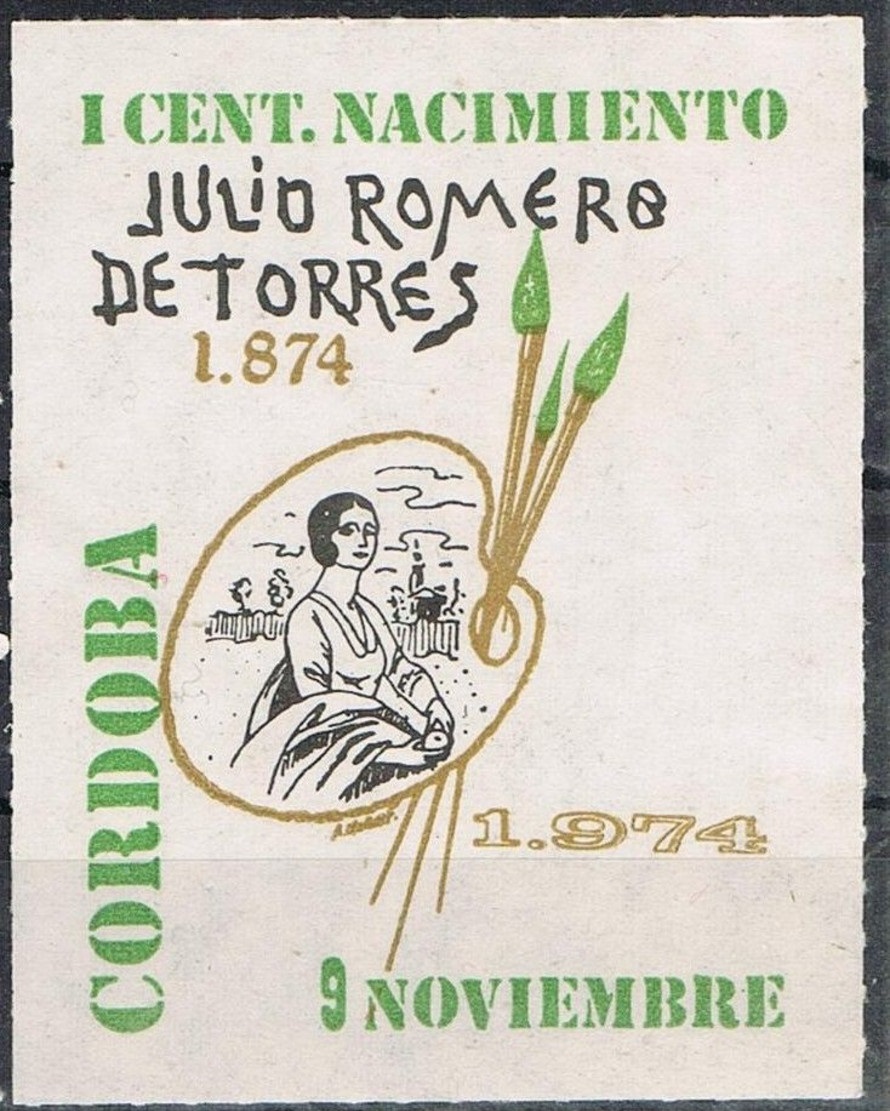 I CENT. NACIMIENTO
JULIO ROMERO
DE TORRES
1.874
CORDOBA
1.974
9 NOVIEMBRE